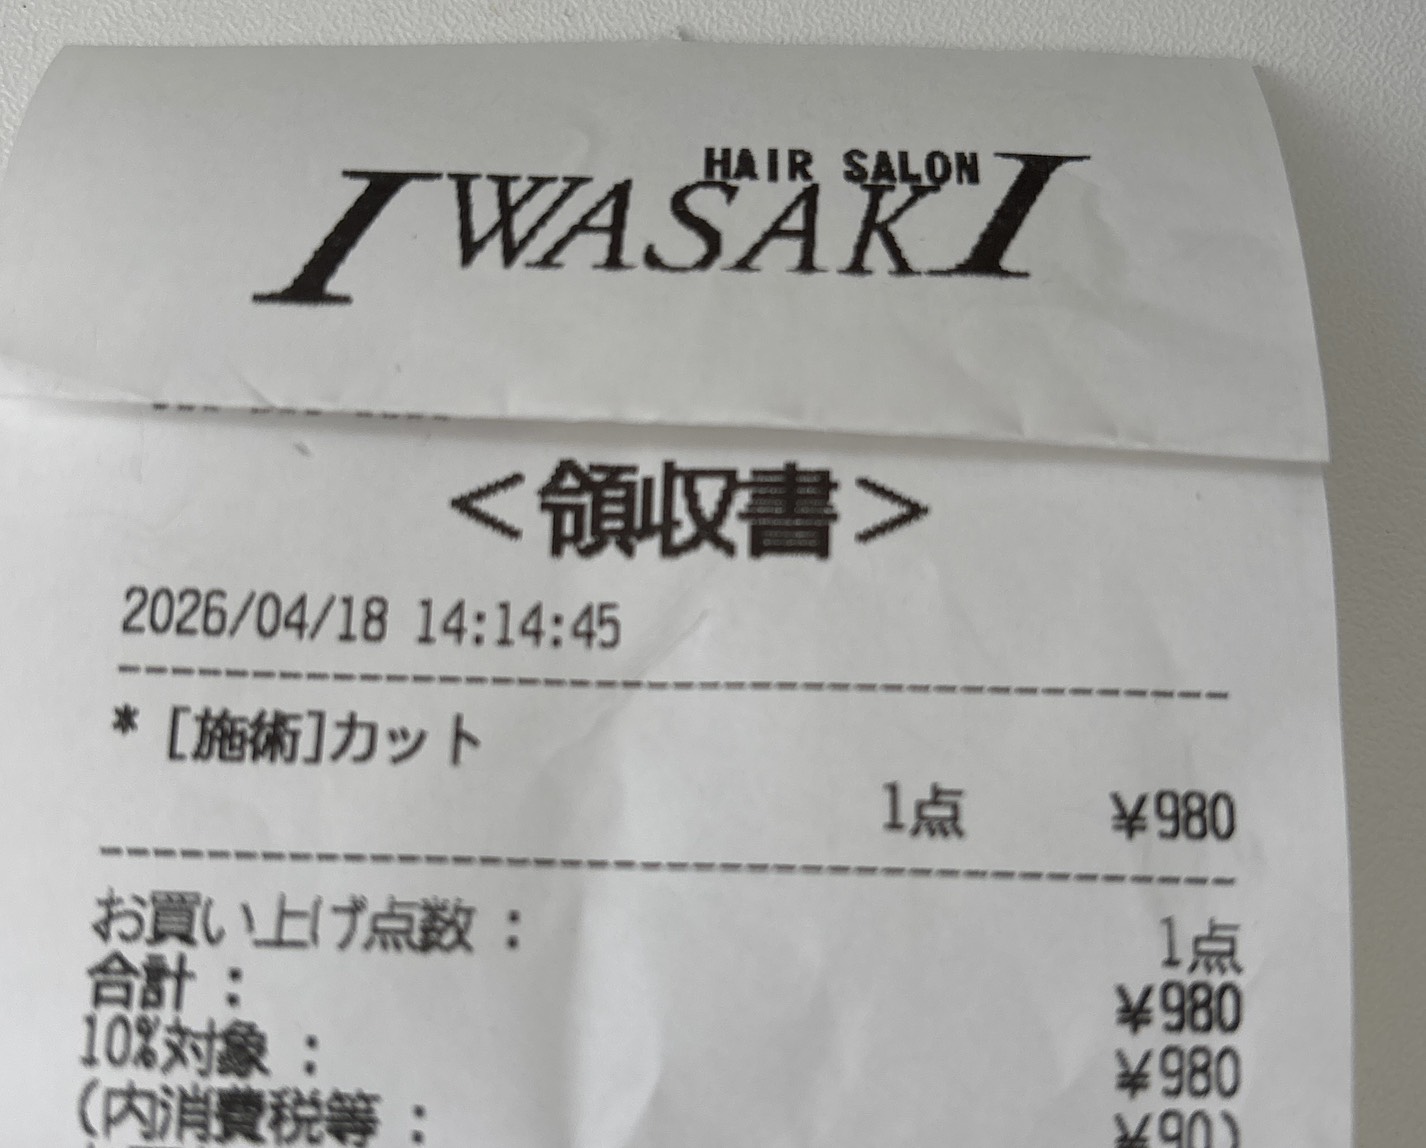 HAIR SALON
IWASAKI
<領収書>
2026/04/18 14:14:45
* [施術]カット
1点 ¥980
お買い上げ点数： 1点
合計： ¥980
10%対象： ¥980
(内消費税等： ¥90)